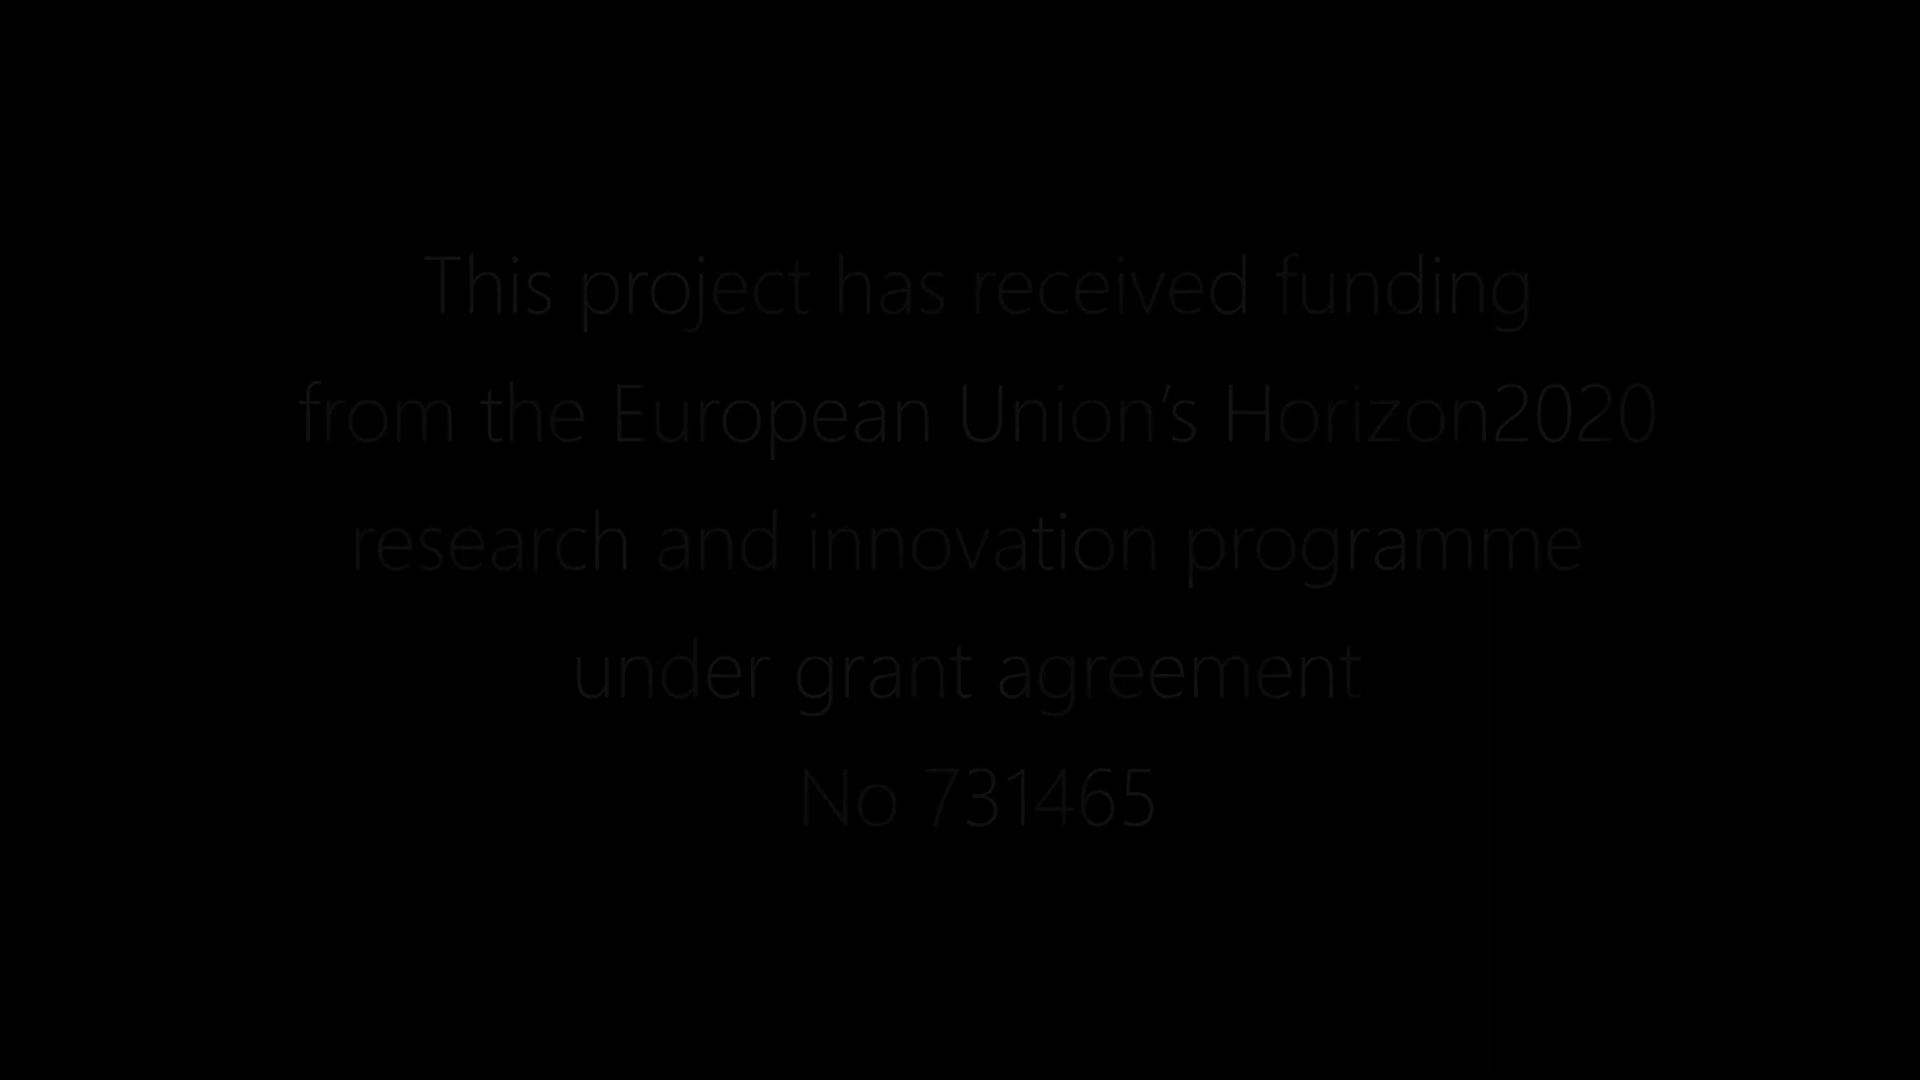 This project has received funding
from the European Union’s Horizon2020
research and innovation programme
under grant agreement
No 731465